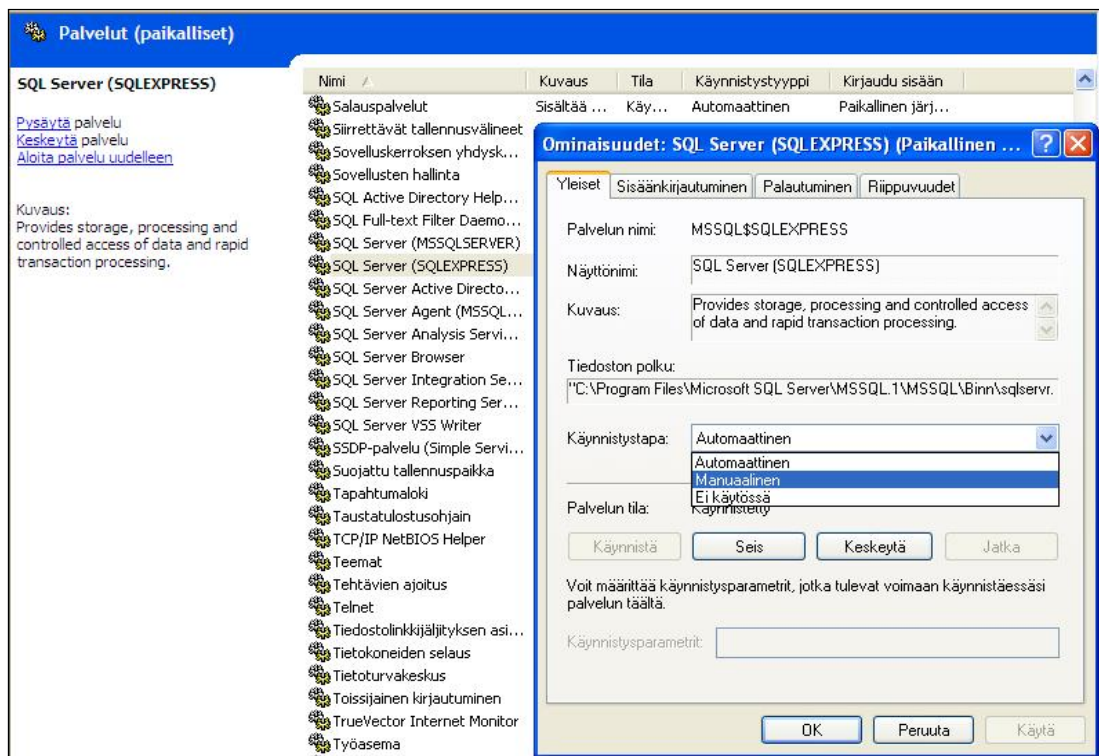 Palvelut (paikalliset)
SQL Server (SQLEXPRESS)
Pysäytä palvelu
Keskeytä palvelu
Aloita palvelu uudelleen
Kuvaus:
Provides storage, processing and
controlled access of data and rapid
transaction processing.
Nimi Kuvaus Tila Käynnistystyyppi Kirjaudu sisään
Salauspalvelut Sisältää ... Käy... Automaattinen Paikallinen järj...
Siirrettävät tallennusvälineet
Sovelluskerroksen yhdysk...
Sovellusten hallinta
SQL Active Directory Help...
SQL Full-text Filter Daemo...
SQL Server (MSSQLSERVER)
SQL Server (SQLEXPRESS)
SQL Server Active Directo...
SQL Server Agent (MSSQL...
SQL Server Analysis Servi...
SQL Server Browser
SQL Server Integration Se...
SQL Server Reporting Ser...
SQL Server VSS Writer
SSDP-palvelu (Simple Servi...
Suojattu tallennuspaikka
Tapahtumaloki
Taustatulostusohjain
TCP/IP NetBIOS Helper
Teemat
Tehtävien ajoitus
Telnet
Tiedostolinkkijäljityksen asi...
Tietokoneiden selaus
Tietoturvakeskus
Toissijainen kirjautuminen
TrueVector Internet Monitor
Työasema
Ominaisuudet: SQL Server (SQLEXPRESS) (Paikallinen ...
Yleiset Sisäänkirjautuminen Palautuminen Riippuvuudet
Palvelun nimi: MSSQL$SQLEXPRESS
Näyttönimi: SQL Server (SQLEXPRESS)
Kuvaus: Provides storage, processing and controlled access
of data and rapid transaction processing.
Tiedoston polku:
"C:\Program Files\Microsoft SQL Server\MSSQL.1\MSSQL\Binn\sqlservr.
Käynnistystapa: Automaattinen
Automaattinen
Manuaalinen
Ei käytössä
Palvelun tila: Käynnistetty
Käynnistä Seis Keskeytä Jatka
Voit määrittää käynnistysparametrit, jotka tulevat voimaan käynnistäessäsi
palvelun täältä.
Käynnistysparametrit:
OK Peruuta Käytä